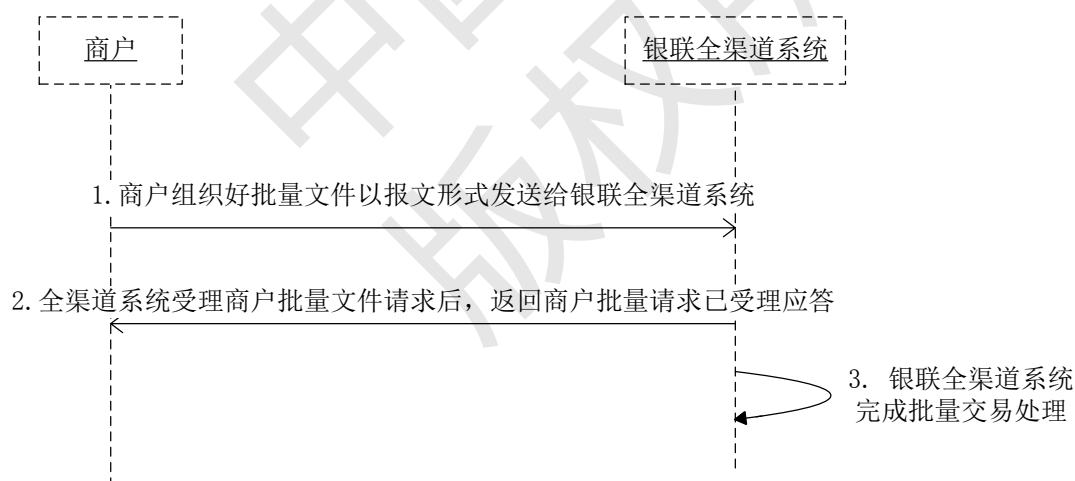 商户
银联全渠道系统
1.商户组织好批量文件以报文形式发送给银联全渠道系统
2.全渠道系统受理商户批量文件请求后，返回商户批量请求已受理应答
3. 银联全渠道系统
完成批量交易处理
版权